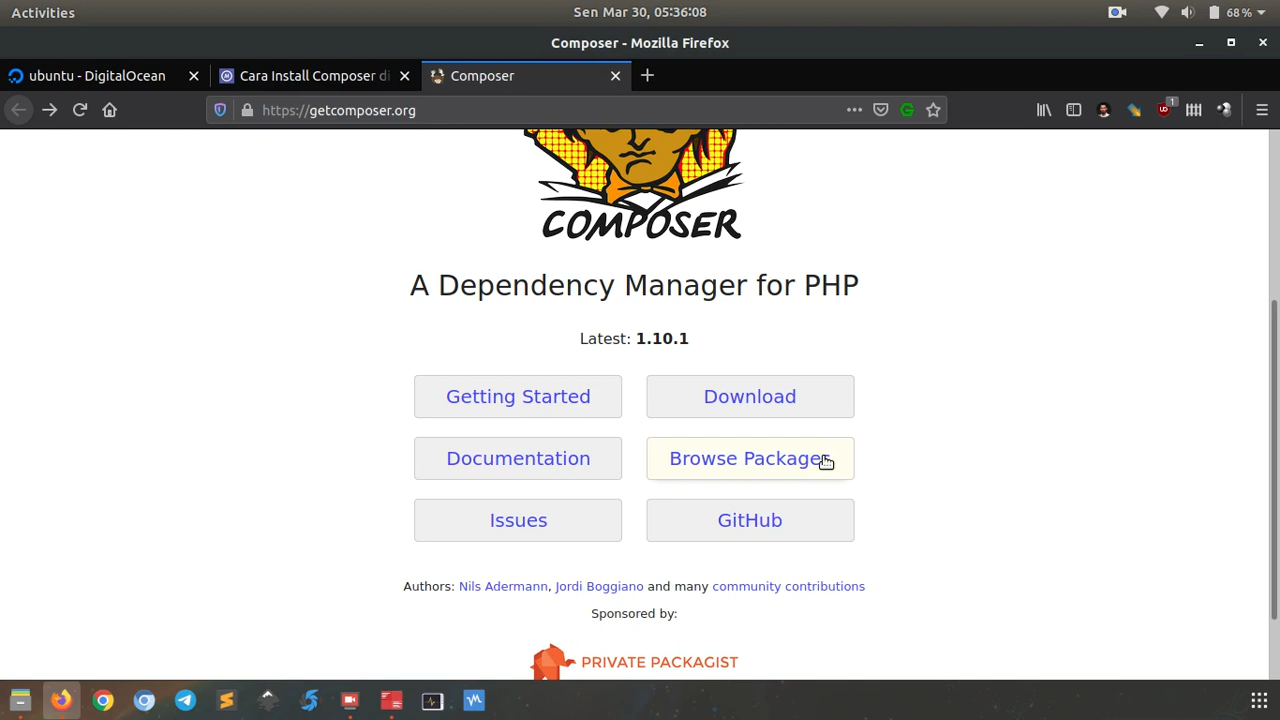 Activities
Sen Mar 30, 05:36:08
68 %
Composer - Mozilla Firefox
ubuntu - DigitalOcean
Cara Install Composer di
Composer
https://getcomposer.org
1
COMPOSER
A Dependency Manager for PHP
Latest: 1.10.1
Getting Started
Download
Documentation
Browse Packages
Issues
GitHub
Authors: Nils Adermann, Jordi Boggiano and many community contributions
Sponsored by:
PRIVATE PACKAGIST